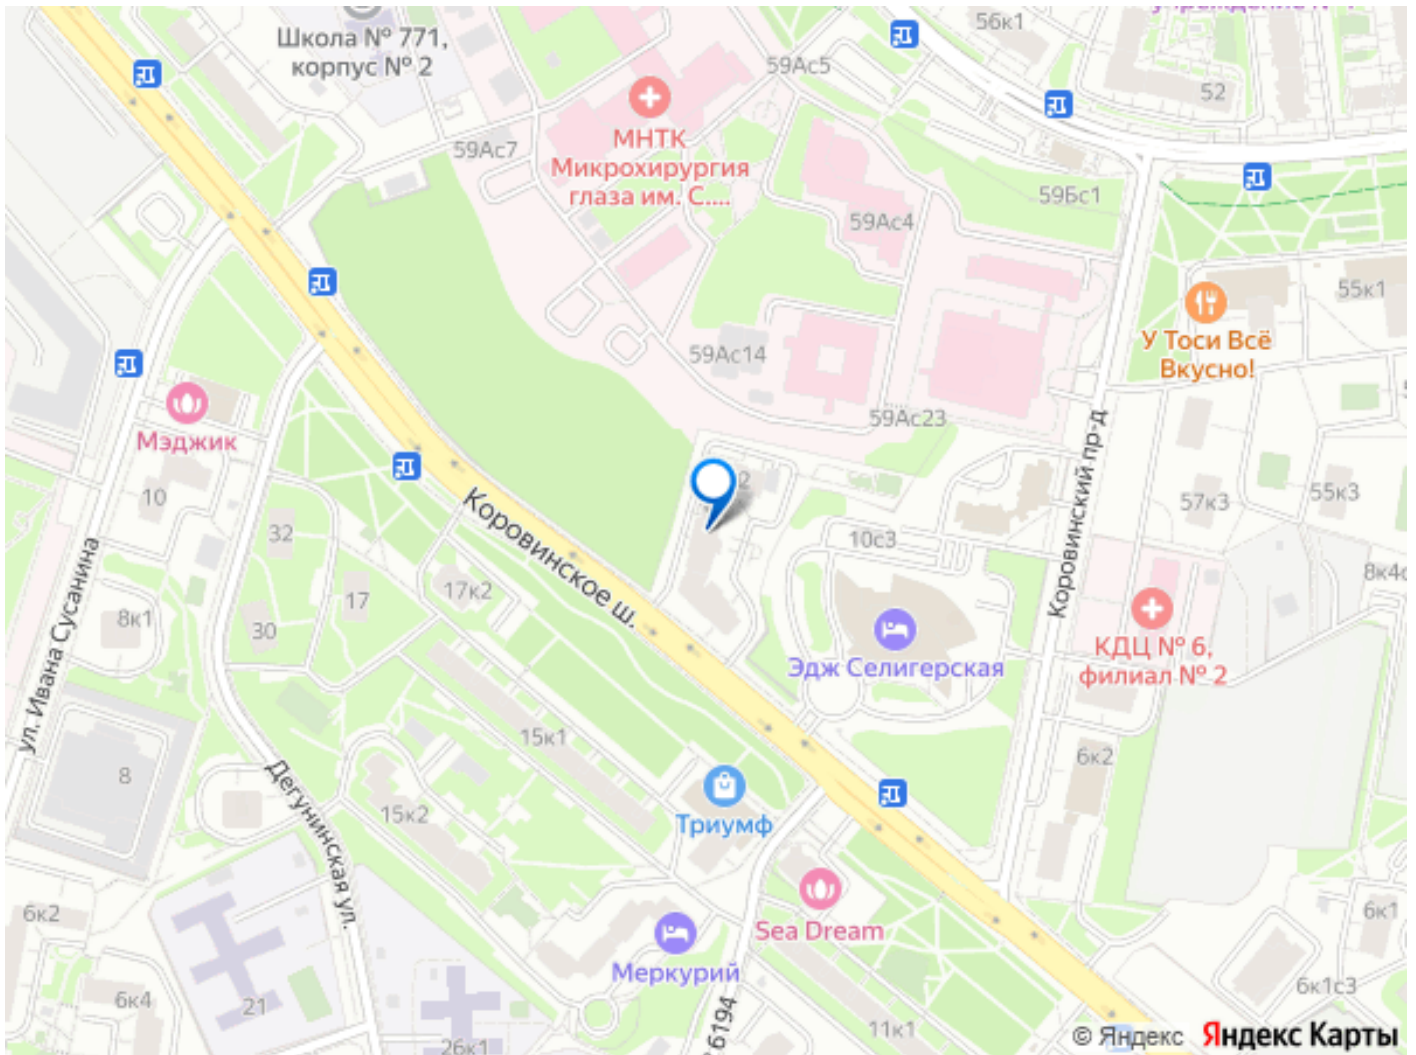 56к1
Школа № 771,
корпус № 2
59Ас5
52
МНТК
Микрохирургия
глаза им. С....
59Ас7
59Бс1
59Ас4
55к1
У Тоси Всё
Вкусно!
59Ас14
59Ас23
Мэджик
10
2
57к3
55к3
Коровинский пр-д
Коровинское ш.
32
10с3
17к2
17
8к1
30
ул. Ивана Сусанина
КДЦ № 6,
филиал № 2
Эдж Селигерская
15к1
6к2
8
Дегунинская ул.
15к2
Триумф
6к2
Sea Dream
6к1
Меркурий
6к4
21
6к1с3
11к1
26к1
6194
© Яндекс Яндекс Карты